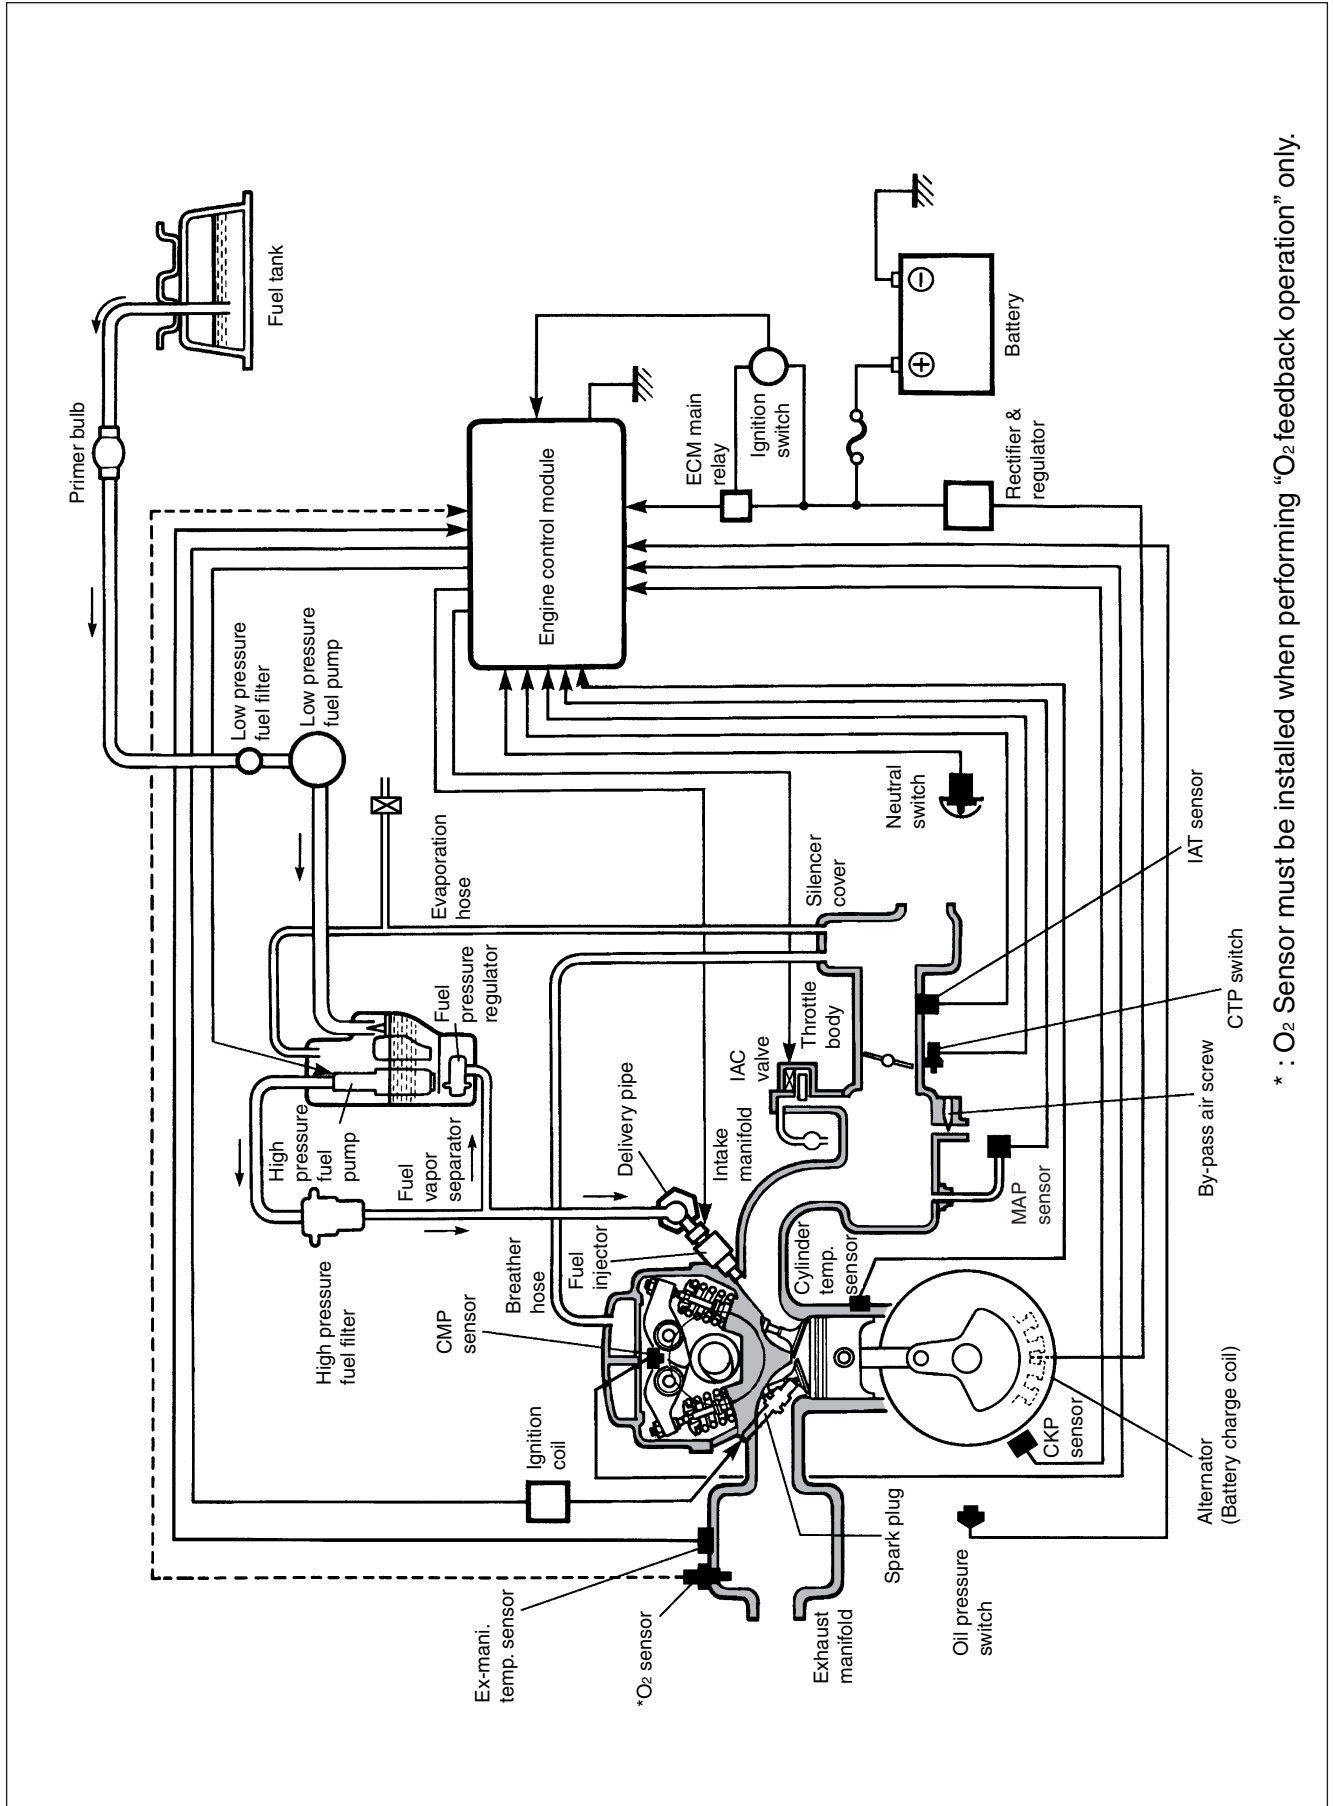 Fuel tank
Primer bulb
Low pressure
fuel filter
Low pressure
fuel pump
Evaporation
hose
Fuel
pressure
regulator
High
pressure
fuel
pump
Fuel
vapor
separator
High pressure
fuel filter
Delivery pipe
Fuel
injector
Breather
hose
CMP
sensor
Ignition
coil
Ex-mani.
temp. sensor
*O2 sensor
Exhaust
manifold
Spark plug
Oil pressure
switch
CKP
sensor
Alternator
(Battery charge coil)
Cylinder
temp.
sensor
MAP
sensor
By-pass air screw
CTP switch
IAT sensor
Intake
manifold
IAC
valve
Throttle
body
Silencer
cover
Neutral
switch
Engine control module
ECM main
relay
Ignition
switch
Rectifier &
regulator
Battery
+
−
* : O2 Sensor must be installed when performing “O2 feedback operation” only.